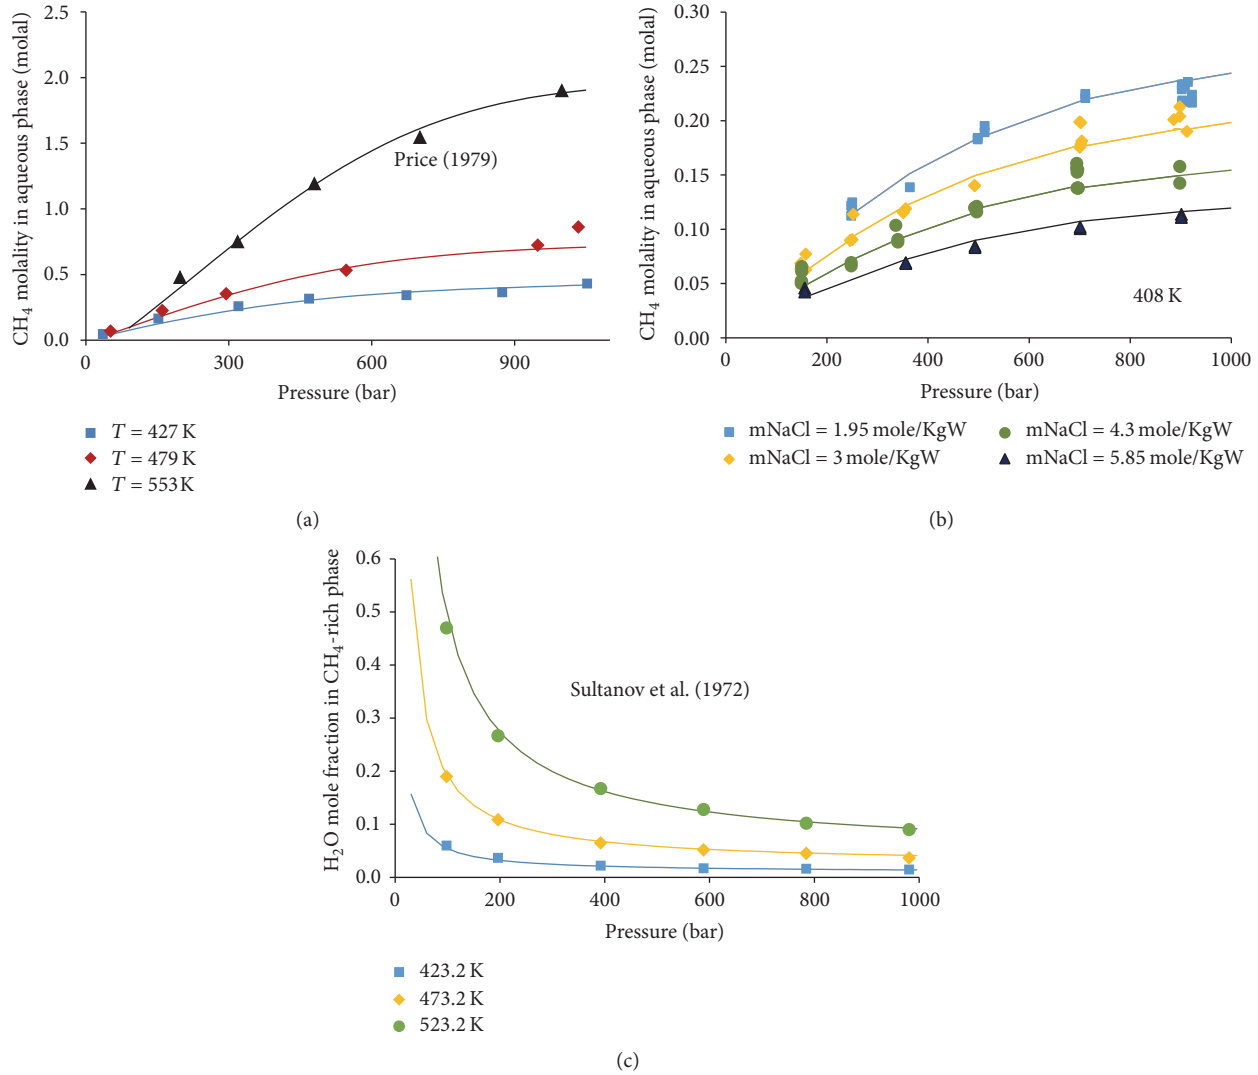 CH4 molality in aqueous phase (molal)
2.5
2.0
1.5
1.0
0.5
0.0
Price (1979)
0
300
600
900
Pressure (bar)
T = 427 K
T = 479 K
T = 553 K
(a)
CH4 molality in aqueous phase (molal)
0.30
0.25
0.20
0.15
0.10
0.05
0.00
408 K
0
200
400
600
800
1000
Pressure (bar)
mNaCl = 1.95 mole/KgW
mNaCl = 4.3 mole/KgW
mNaCl = 3 mole/KgW
mNaCl = 5.85 mole/KgW
(b)
H2O mole fraction in CH4-rich phase
0.6
0.5
0.4
0.3
0.2
0.1
0.0
Sultanov et al. (1972)
0
200
400
600
800
1000
Pressure (bar)
423.2 K
473.2 K
523.2 K
(c)